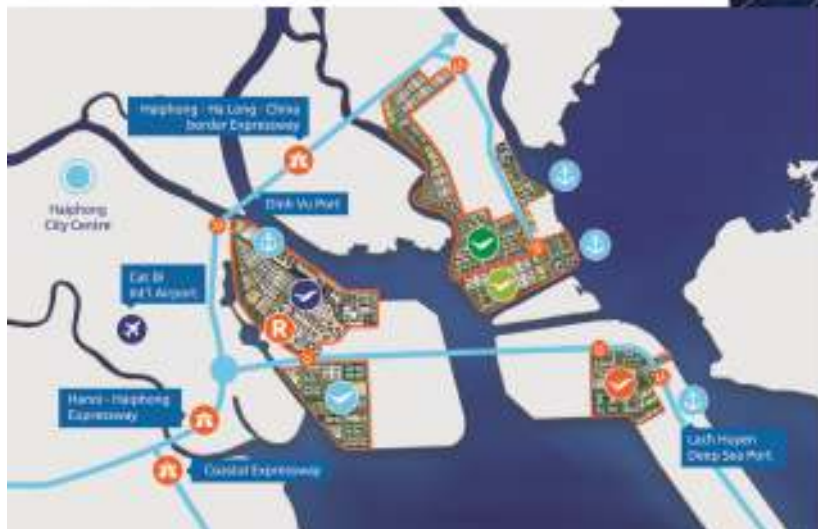 Haiphong - Ha Long - China
border Expressway
Dinh Vu Port
Haiphong
City Centre
Cat Bi
Int'l Airport
R
Hanoi - Haiphong
Expressway
Coastal Expressway
Lach Huyen
Deep Sea Port